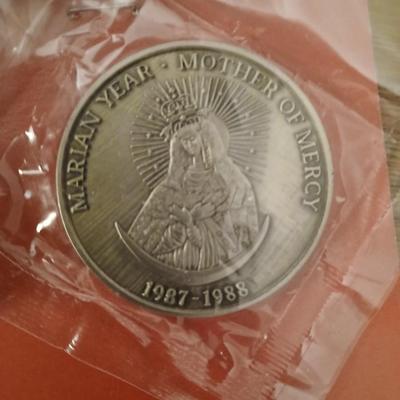 MARIAN YEAR · MOTHER OF MERCY
1987-1988